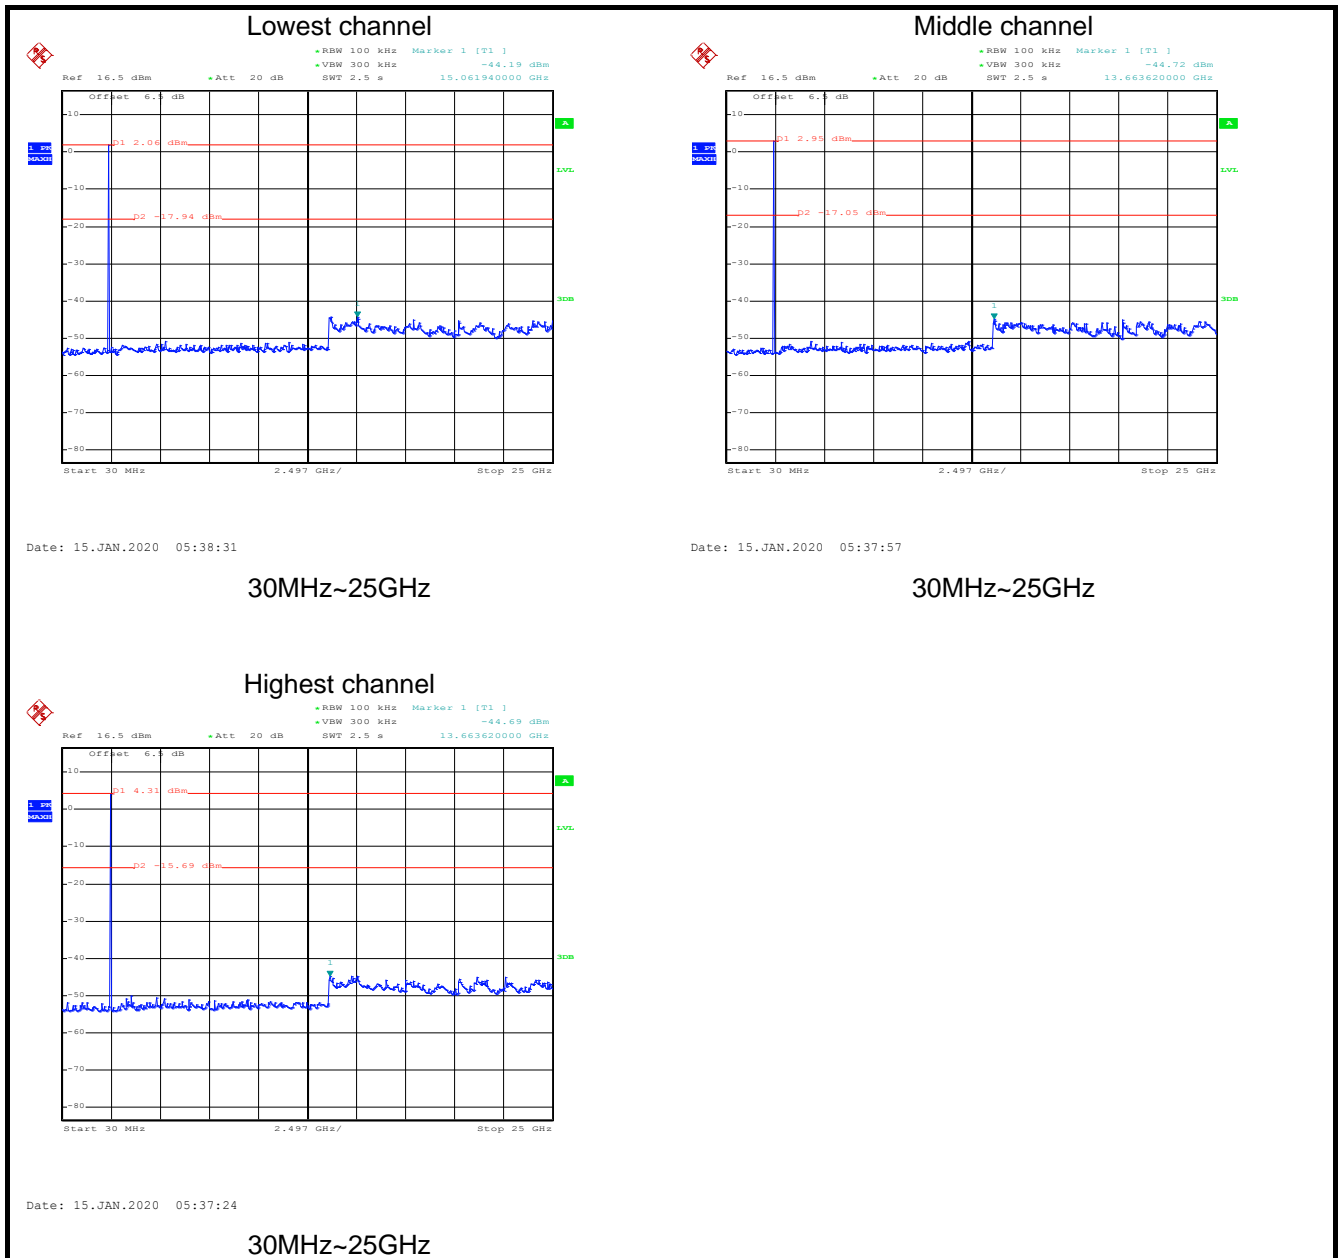 Lowest channel
R S
*RBW 100 kHz Marker 1 [T1 ]
*VBW 300 kHz -44.19 dBm
Ref 16.5 dBm *Att 20 dB SWT 2.5 s 15.061940000 GHz
Offset 6.5 dB
10
A
D1 2.06 dBm
1 PK
MAXH
0
LVL
-10
D2 -17.94 dBm
-20
-30
-40
3DB
1
-50
-60
-70
-80
Start 30 MHz 2.497 GHz/ Stop 25 GHz
Date: 15.JAN.2020 05:38:31
30MHz~25GHz
Middle channel
R S
*RBW 100 kHz Marker 1 [T1 ]
*VBW 300 kHz -44.72 dBm
Ref 16.5 dBm *Att 20 dB SWT 2.5 s 13.663620000 GHz
Offset 6.5 dB
10
A
D1 2.95 dBm
1 PK
MAXH
0
LVL
-10
D2 -17.05 dBm
-20
-30
-40
3DB
1
-50
-60
-70
-80
Start 30 MHz 2.497 GHz/ Stop 25 GHz
Date: 15.JAN.2020 05:37:57
30MHz~25GHz
Highest channel
R S
*RBW 100 kHz Marker 1 [T1 ]
*VBW 300 kHz -44.69 dBm
Ref 16.5 dBm *Att 20 dB SWT 2.5 s 13.663620000 GHz
Offset 6.5 dB
10
A
D1 4.31 dBm
1 PK
MAXH
0
LVL
-10
D2 -15.69 dBm
-20
-30
-40
3DB
1
-50
-60
-70
-80
Start 30 MHz 2.497 GHz/ Stop 25 GHz
Date: 15.JAN.2020 05:37:24
30MHz~25GHz